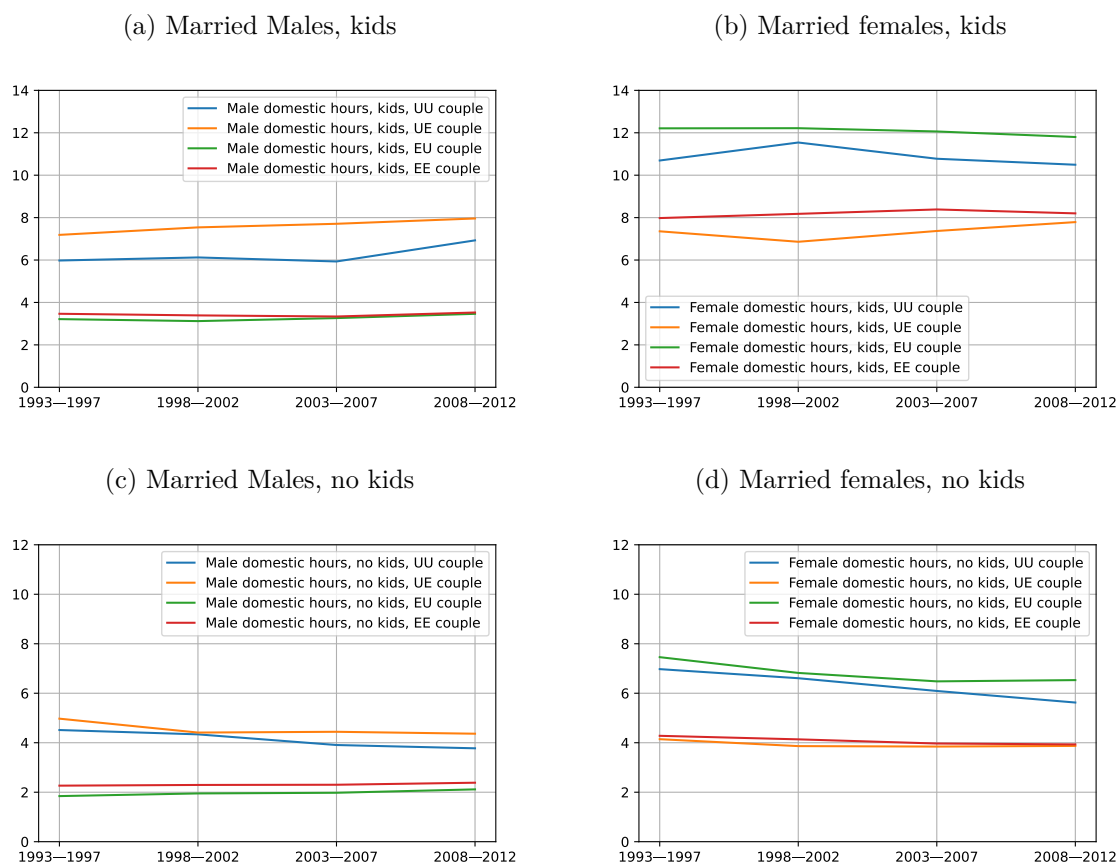 (a) Married Males, kids
14
12
10
8
6
4
2
0
Male domestic hours, kids, UU couple
Male domestic hours, kids, UE couple
Male domestic hours, kids, EU couple
Male domestic hours, kids, EE couple
1993—1997 1998—2002 2003—2007 2008—2012
(b) Married females, kids
14
12
10
8
6
4
2
0
Female domestic hours, kids, UU couple
Female domestic hours, kids, UE couple
Female domestic hours, kids, EU couple
Female domestic hours, kids, EE couple
1993—1997 1998—2002 2003—2007 2008—2012
(c) Married Males, no kids
12
10
8
6
4
2
0
Male domestic hours, no kids, UU couple
Male domestic hours, no kids, UE couple
Male domestic hours, no kids, EU couple
Male domestic hours, no kids, EE couple
1993—1997 1998—2002 2003—2007 2008—2012
(d) Married females, no kids
12
10
8
6
4
2
0
Female domestic hours, no kids, UU couple
Female domestic hours, no kids, UE couple
Female domestic hours, no kids, EU couple
Female domestic hours, no kids, EE couple
1993—1997 1998—2002 2003—2007 2008—2012